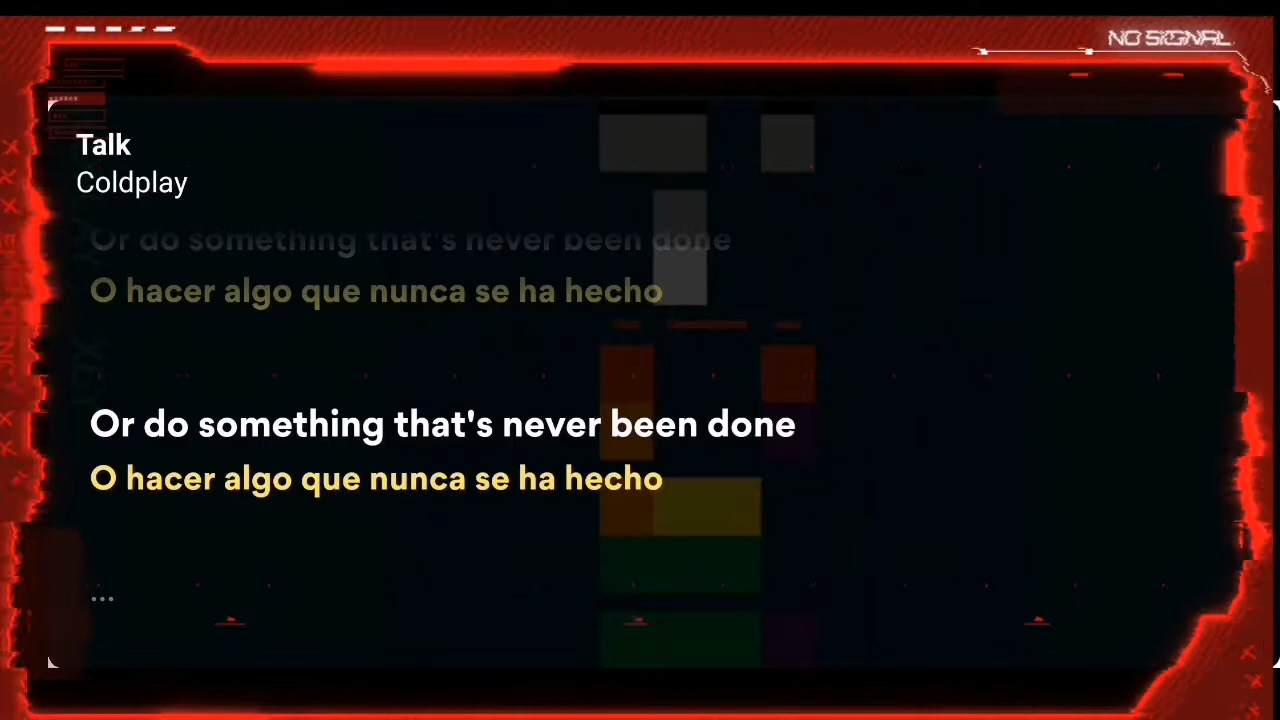 NO SIGNAL
Talk
Coldplay
Or do something that's never been done
O hacer algo que nunca se ha hecho
Or do something that's never been done
O hacer algo que nunca se ha hecho
...